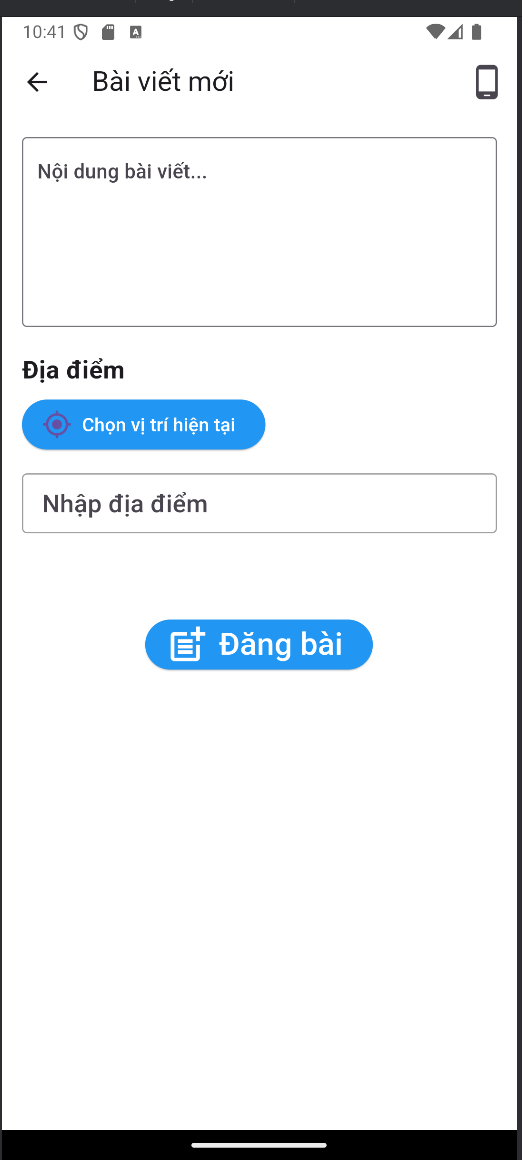 10:41
Bài viết mới
Nội dung bài viết...
Địa điểm
Chọn vị trí hiện tại
Nhập địa điểm
Đăng bài